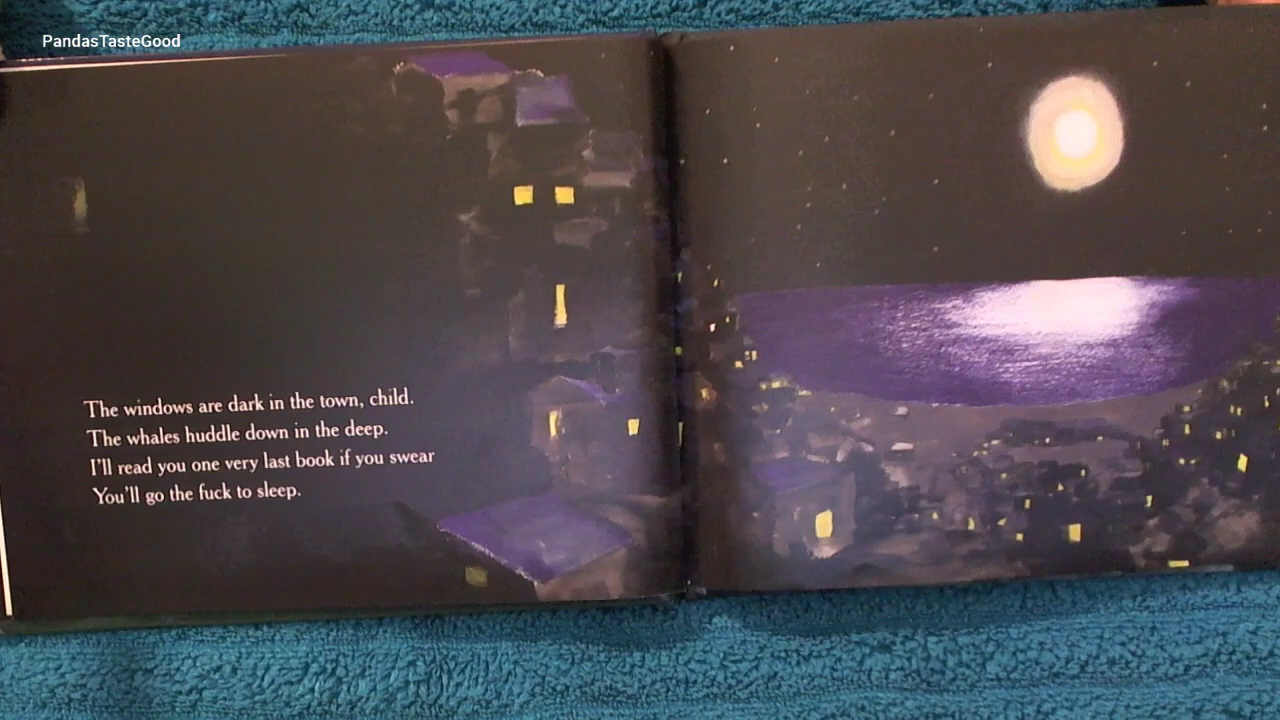 PandasTasteGood
The windows are dark in the town, child.
The whales huddle down in the deep.
I'll read you one very last book if you swear
You'll go the fuck to sleep.